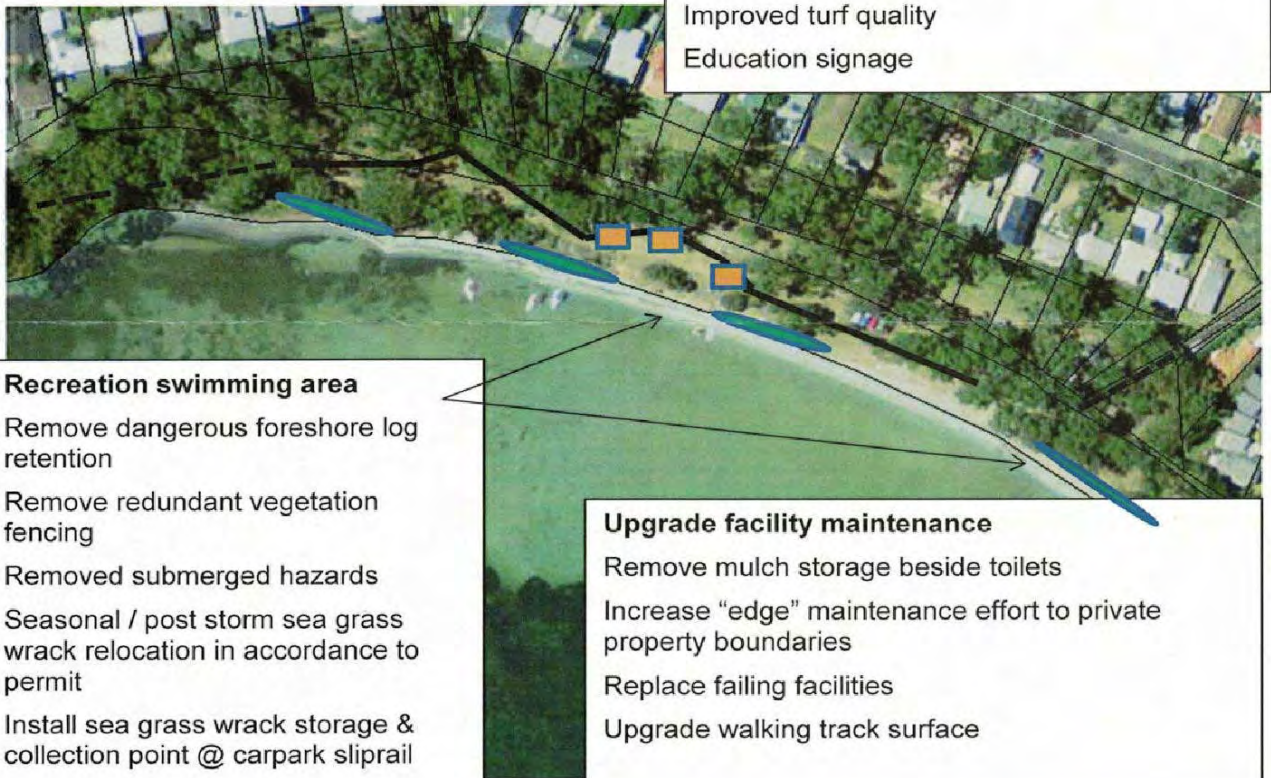 Improved turf quality
Education signage
Recreation swimming area
Remove dangerous foreshore log
retention
Remove redundant vegetation
fencing
Removed submerged hazards
Seasonal / post storm sea grass
wrack relocation in accordance to
permit
Install sea grass wrack storage &
collection point @ carpark sliprail
Upgrade facility maintenance
Remove mulch storage beside toilets
Increase “edge” maintenance effort to private
property boundaries
Replace failing facilities
Upgrade walking track surface